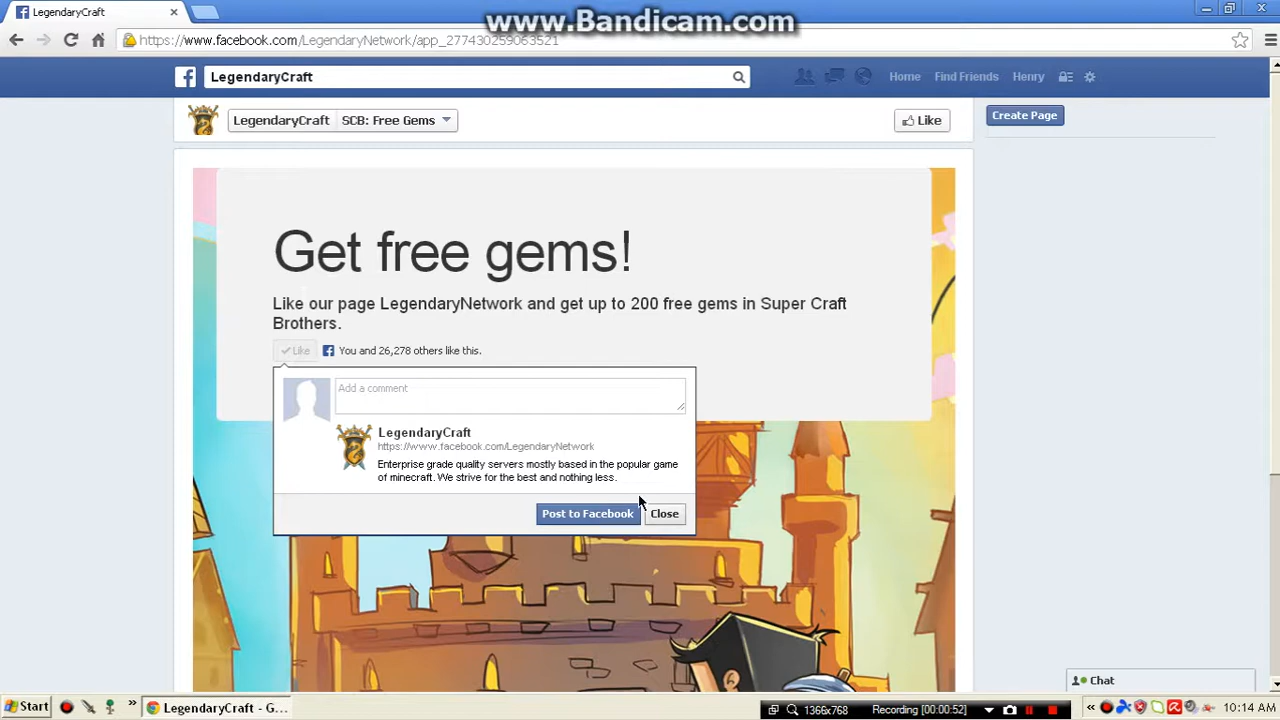 LegendaryCraft
www.Bandicam.com
https://www.facebook.com/LegendaryNetwork/app_277430259063521
LegendaryCraft
Home
Find Friends
Henry
LegendaryCraft
SCB: Free Gems
Like
Create Page
Get free gems!
Like our page LegendaryNetwork and get up to 200 free gems in Super Craft
Brothers.
Like
You and 26,278 others like this.
Add a comment
LegendaryCraft
https://www.facebook.com/LegendaryNetwork
Enterprise grade quality servers mostly based in the popular game
of minecraft. We strive for the best and nothing less.
Post to Facebook
Close
Chat
Start
LegendaryCraft - G...
1366x768
Recording [00:00:52]
10:14 AM